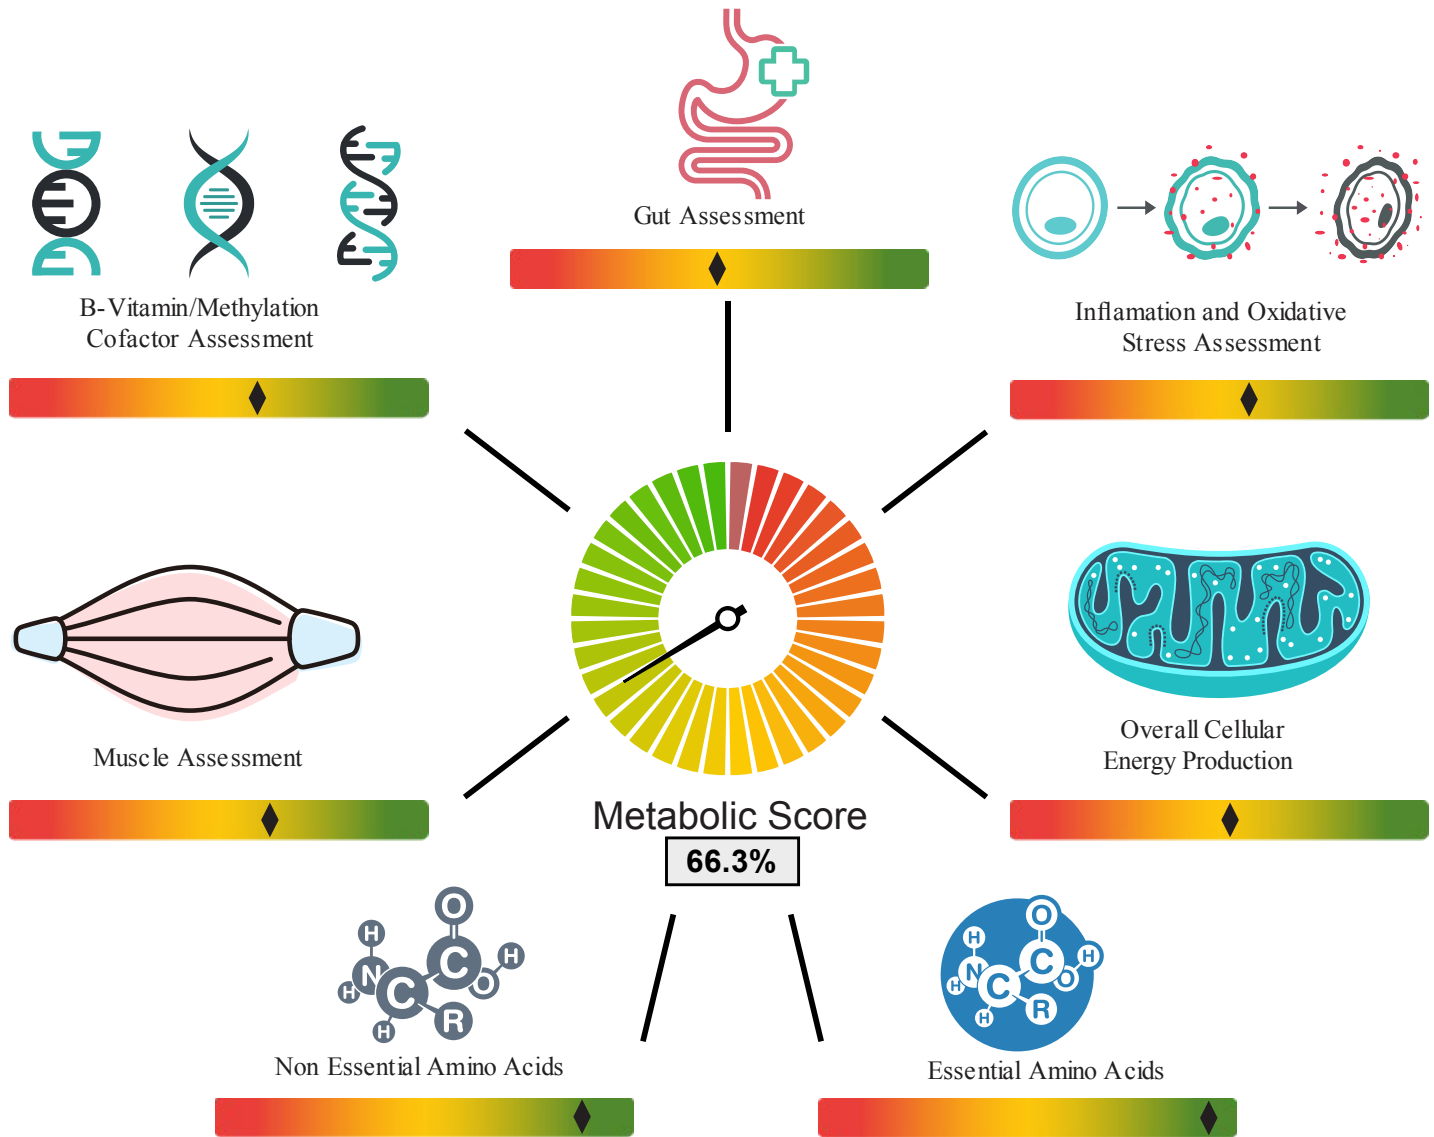 Gut Assessment
B-Vitamin/Methylation
Cofactor Assessment
Inflamation and Oxidative
Stress Assessment
Muscle Assessment
Overall Cellular
Energy Production
Metabolic Score
66.3%
O
H
H
N
C
C
O
H
H
R
Non Essential Amino Acids
O
H
H
N
C
C
O
H
H
R
Essential Amino Acids